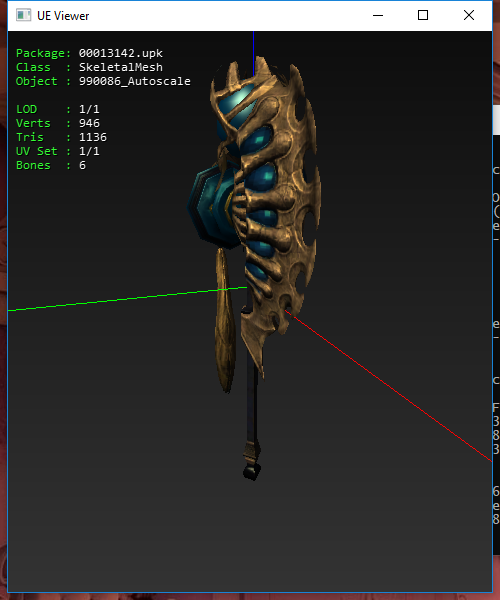 UE Viewer
Package: 00013142.upk
Class : SkeletalMesh
Object : 990086_Autoscale
LOD : 1/1
Verts : 946
Tris : 1136
UV Set : 1/1
Bones : 6